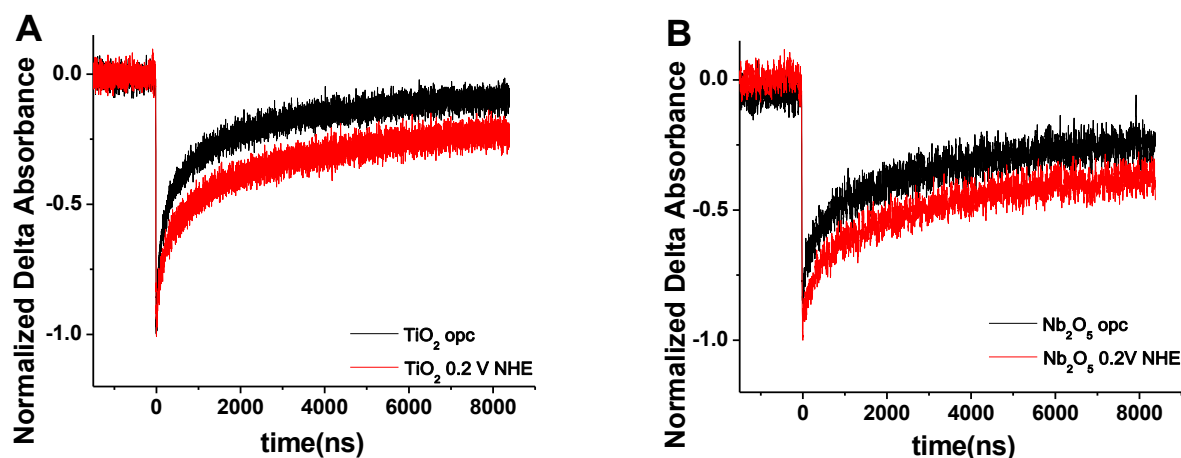 A
Normalized Delta Absorbance
0.0
-0.5
-1.0
TiO₂ opc
TiO₂ 0.2 V NHE
0 2000 4000 6000 8000
time(ns)
B
Normalized Delta Absorbance
0.0
-0.5
-1.0
Nb₂O₅ opc
Nb₂O₅ 0.2V NHE
0 2000 4000 6000 8000
time(ns)